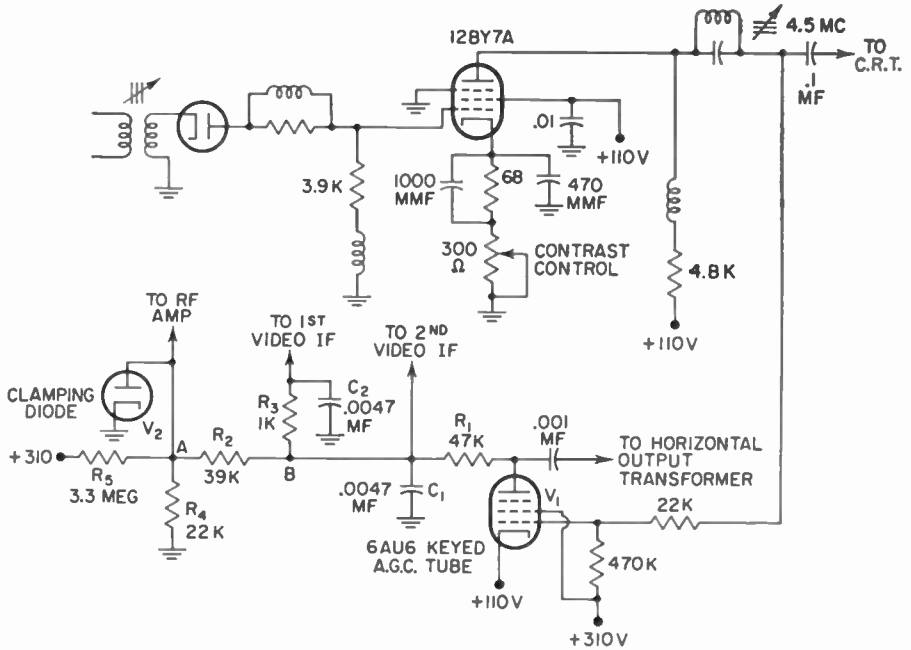 12BY7A
4.5 MC
TO
C.R.T.
.1
MF
.01
+110V
3.9K
1000
MMF
68
470
MMF
300
Ω
CONTRAST
CONTROL
4.8K
+110V
TO RF
AMP
TO 1ST
VIDEO IF
TO 2ND
VIDEO IF
CLAMPING
DIODE
V2
R3
1K
C2
.0047
MF
R1
47K
.001
MF
TO HORIZONTAL
OUTPUT
TRANSFORMER
+310
R5
3.3 MEG
A
R2
39K
B
R4
22K
.0047
MF
C1
V1
22K
6AU6 KEYED
A.G.C. TUBE
470K
+110V
+310V